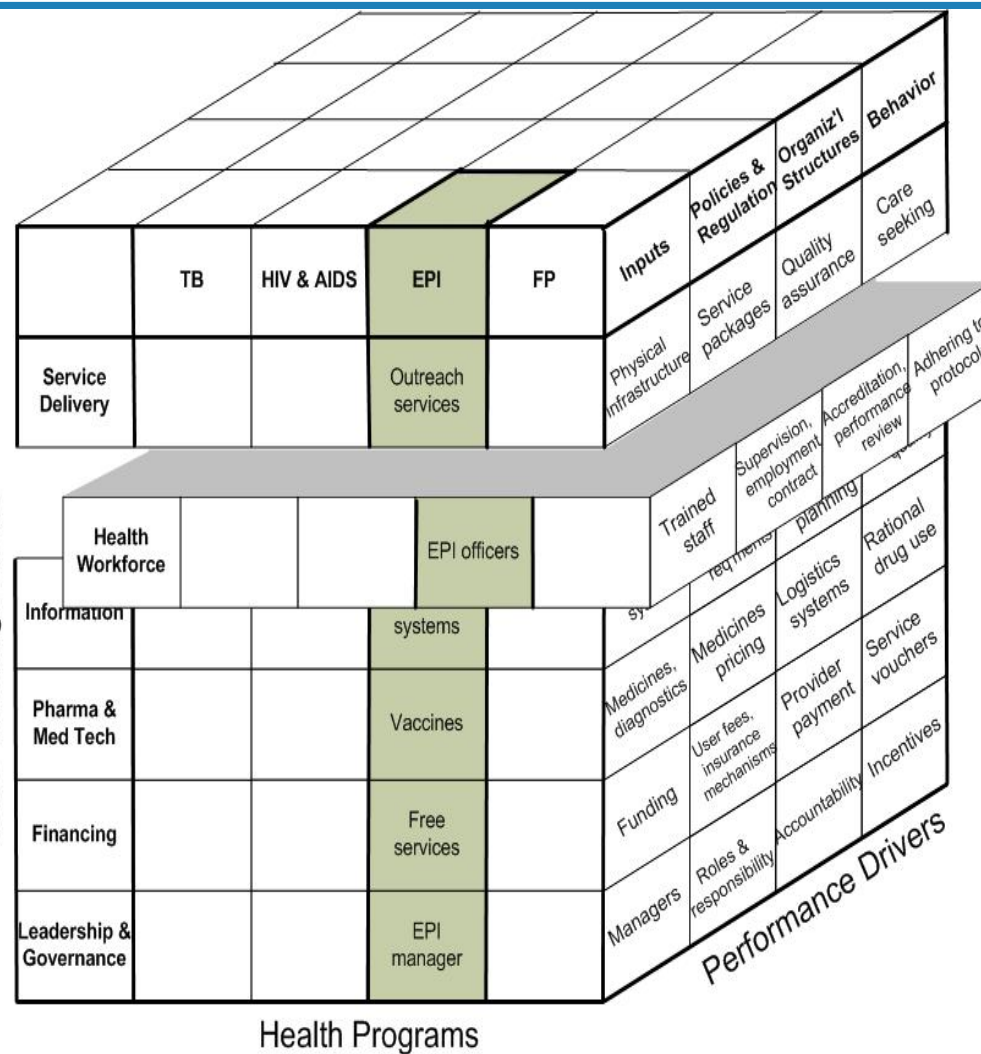 Behavior
Organiz'l
Structures
Policies &
Regulation
Inputs
TB
HIV & AIDS
EPI
FP
Care
seeking
Quality
assurance
Service
packages
Physical
infrastructure
Service
Delivery
Outreach
services
Adhering to
protocol
Accreditation,
performance
review
Supervision,
employment
contract
Trained
staff
Health
Workforce
EPI officers
planning
Information
systems
Rational
drug use
Logistics
systems
Medicines
pricing
Medicines,
diagnostics
Pharma &
Med Tech
Vaccines
Service
vouchers
Provider
payment
User fees,
insurance
mechanisms
Funding
Financing
Free
services
Incentives
Accountability
Roles &
responsibility
Managers
Leadership &
Governance
EPI
manager
Performance Drivers
Health Programs